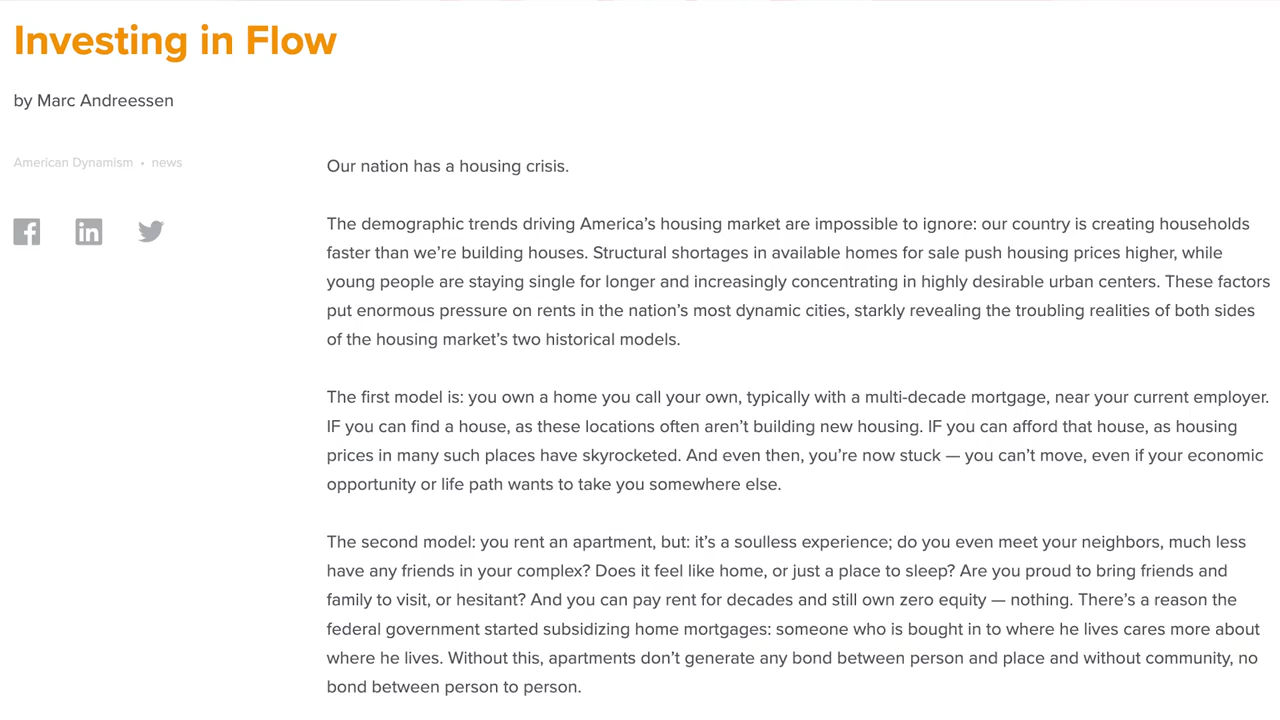 Investing in Flow
by Marc Andreessen
American Dynamism • news
Our nation has a housing crisis.
The demographic trends driving America’s housing market are impossible to ignore: our country is creating households
faster than we’re building houses. Structural shortages in available homes for sale push housing prices higher, while
young people are staying single for longer and increasingly concentrating in highly desirable urban centers. These factors
put enormous pressure on rents in the nation’s most dynamic cities, starkly revealing the troubling realities of both sides
of the housing market’s two historical models.
The first model is: you own a home you call your own, typically with a multi-decade mortgage, near your current employer.
IF you can find a house, as these locations often aren’t building new housing. IF you can afford that house, as housing
prices in many such places have skyrocketed. And even then, you’re now stuck — you can’t move, even if your economic
opportunity or life path wants to take you somewhere else.
The second model: you rent an apartment, but: it’s a soulless experience; do you even meet your neighbors, much less
have any friends in your complex? Does it feel like home, or just a place to sleep? Are you proud to bring friends and
family to visit, or hesitant? And you can pay rent for decades and still own zero equity — nothing. There’s a reason the
federal government started subsidizing home mortgages: someone who is bought in to where he lives cares more about
where he lives. Without this, apartments don’t generate any bond between person and place and without community, no
bond between person to person.